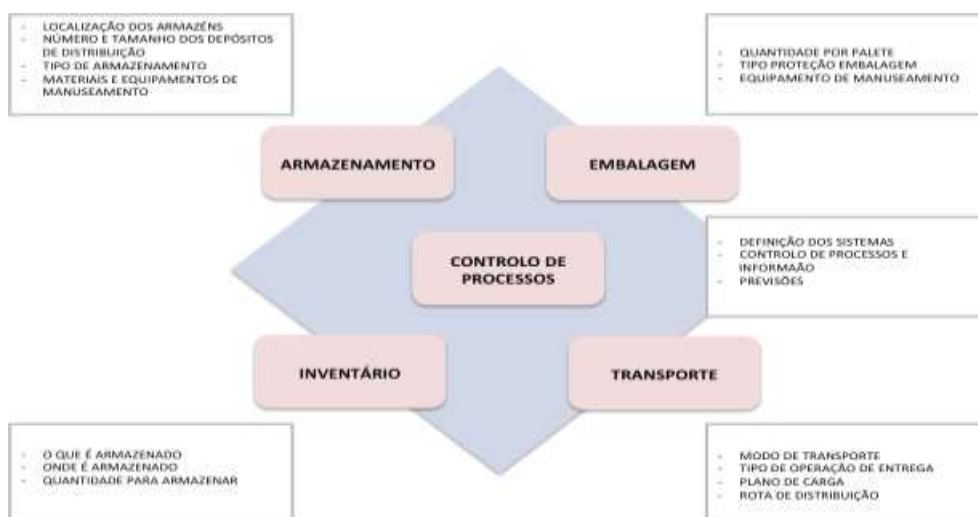 - LOCALIZAÇÃO DOS ARMAZÉNS
- NÚMERO E TAMANHO DOS DEPÓSITOS
DE DISTRIBUIÇÃO
- TIPO DE ARMAZENAMENTO
- MATERIAIS E EQUIPAMENTOS DE
MANUSEAMENTO
- QUANTIDADE POR PALETE
- TIPO PROTEÇÃO EMBALAGEM
- EQUIPAMENTO DE MANUSEAMENTO
ARMAZENAMENTO
EMBALAGEM
CONTROLO DE
PROCESSOS
- DEFINIÇÃO DOS SISTEMAS
- CONTROLO DE PROCESSOS E
INFORMAÃO
- PREVISÕES
INVENTÁRIO
TRANSPORTE
- O QUE É ARMAZENADO
- ONDE É ARMAZENADO
- QUANTIDADE PARA ARMAZENAR
- MODO DE TRANSPORTE
- TIPO DE OPERAÇÃO DE ENTREGA
- PLANO DE CARGA
- ROTA DE DISTRIBUIÇÃO